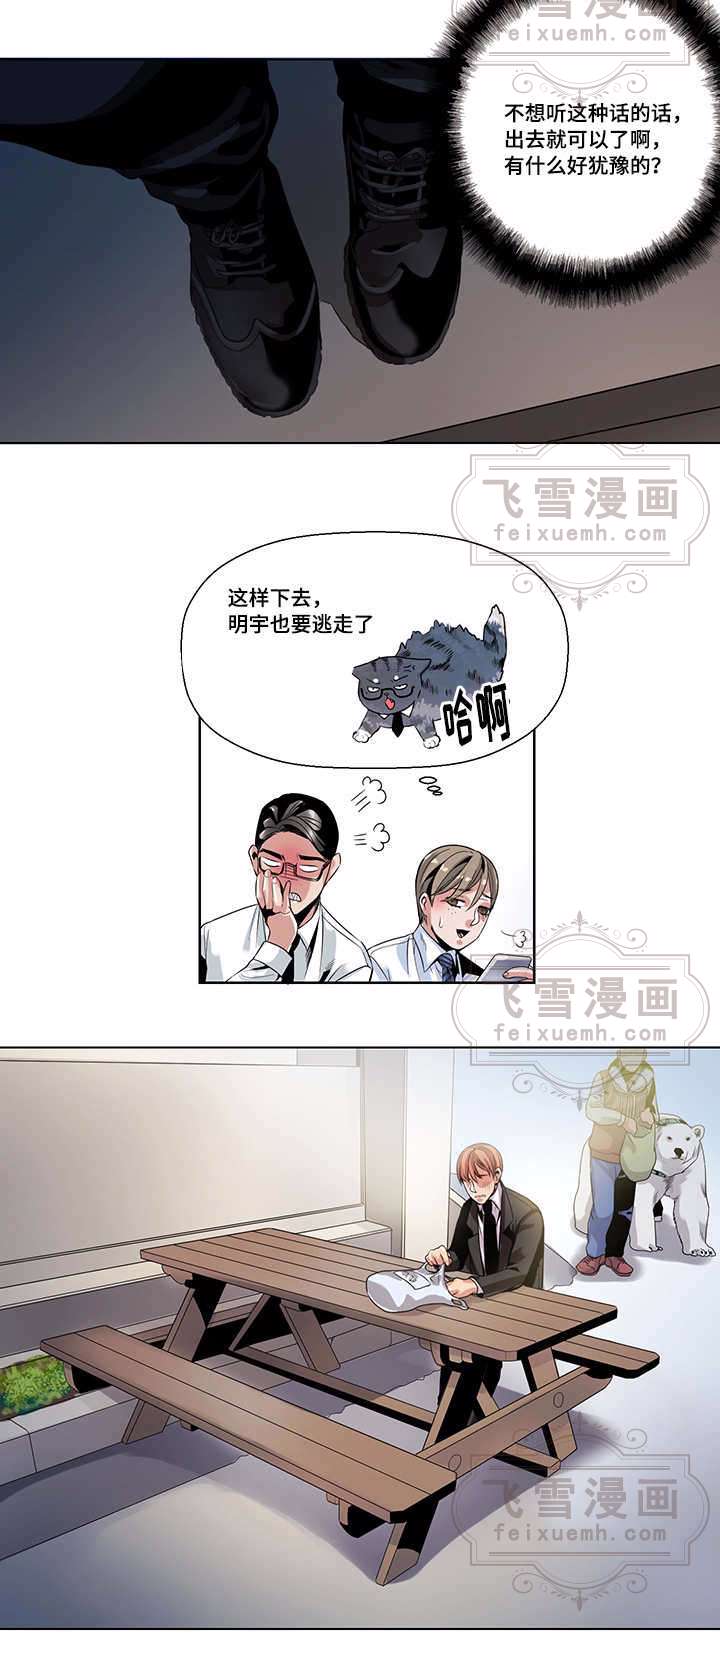 飞雪漫画
feixuemh.com
不想听这种话的话，
出去就可以了啊，
有什么好犹豫的？
飞雪漫画
feixuemh.com
这样下去，
明宇也要逃走了
哈啊
飞雪漫画
feixuemh.com
飞雪漫画
feixuemh.com